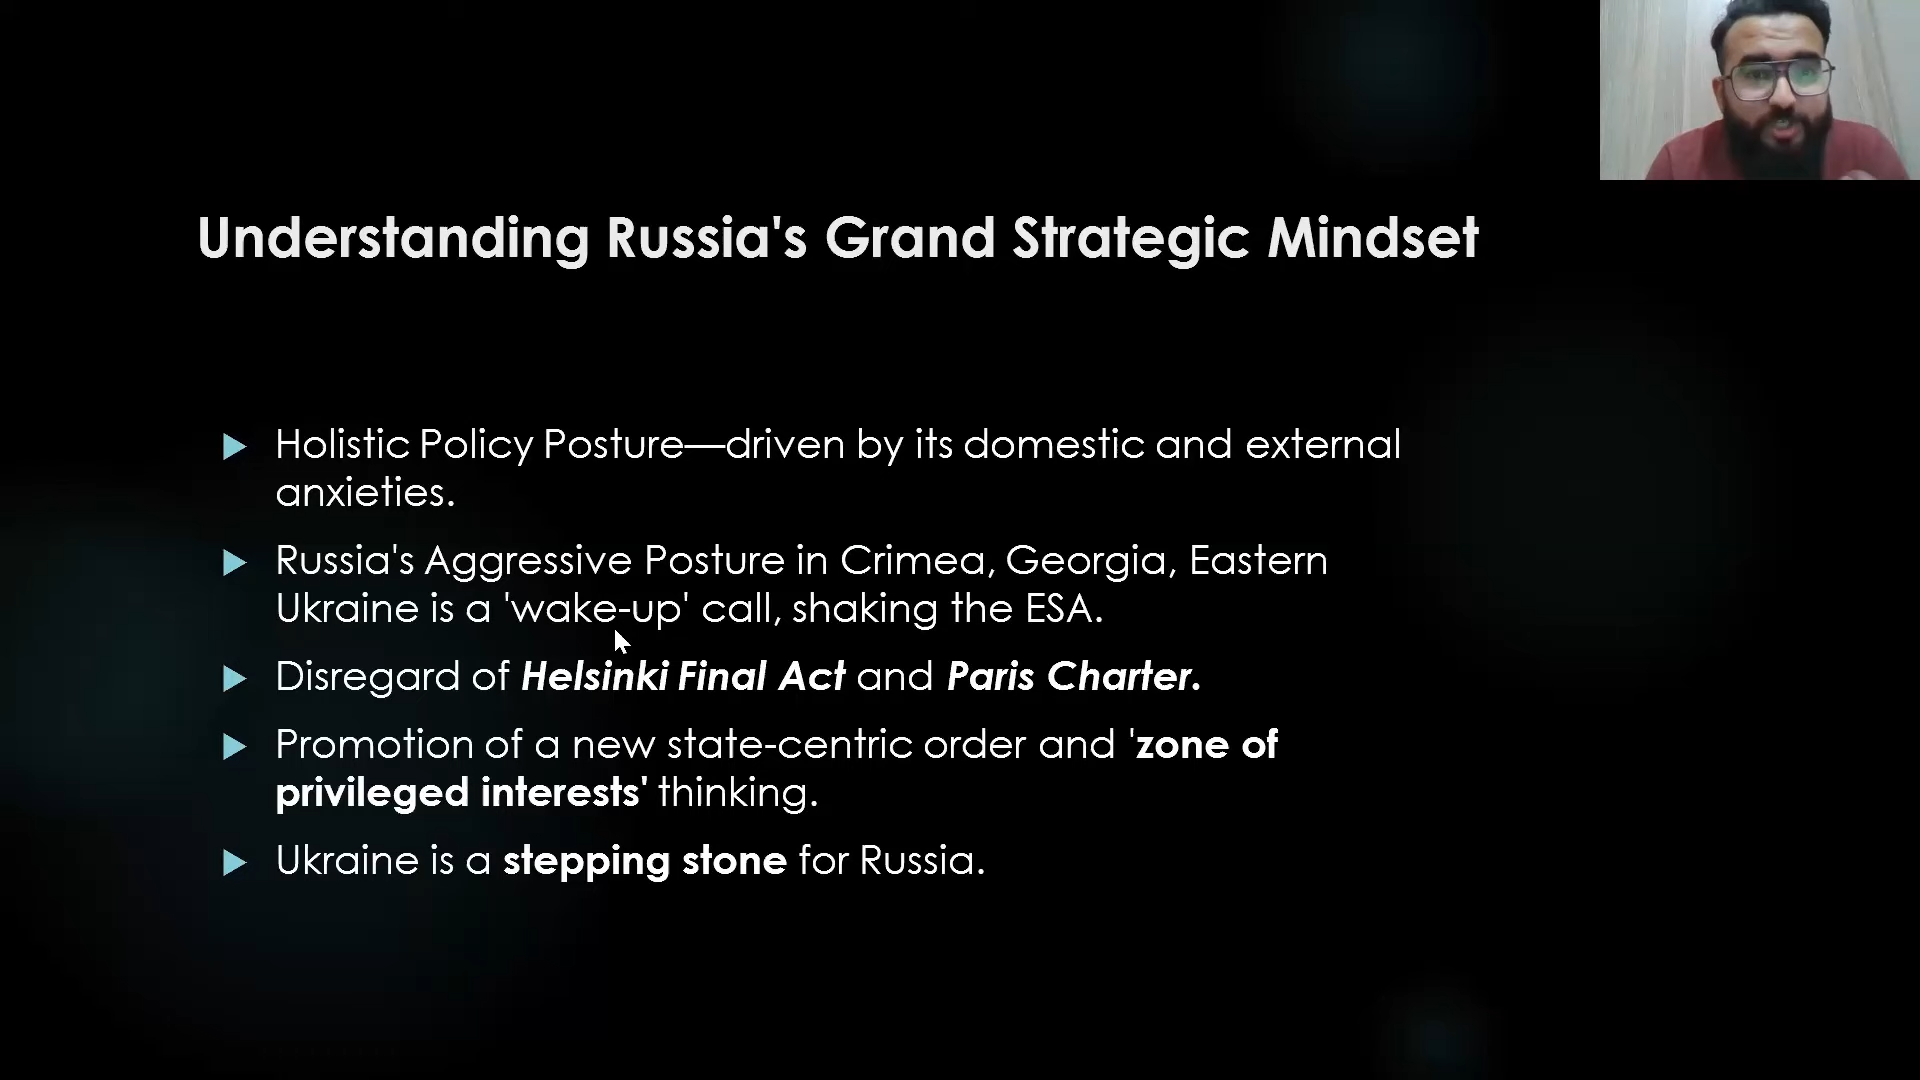 Understanding Russia's Grand Strategic Mindset
Holistic Policy Posture—driven by its domestic and external
anxieties.
Russia's Aggressive Posture in Crimea, Georgia, Eastern
Ukraine is a 'wake-up' call, shaking the ESA.
Disregard of Helsinki Final Act and Paris Charter.
Promotion of a new state-centric order and 'zone of
privileged interests' thinking.
Ukraine is a stepping stone for Russia.